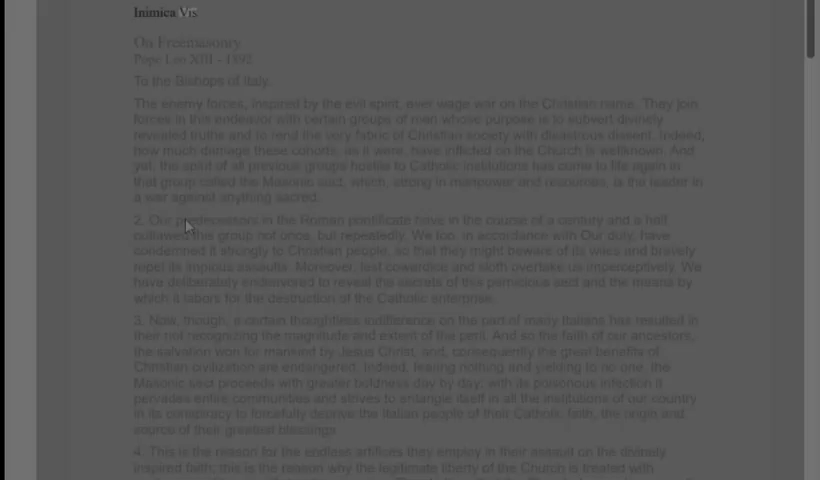 Inimica Vis
On Freemasonry
Pope Leo XIII - 1892
To the Bishops of Italy.
The enemy forces, inspired by the evil spirit, ever wage war on the Christian name. They join
forces in this endeavor with certain groups of men whose purpose is to subvert divinely
revealed truths and to rend the very fabric of Christian society with disastrous dissent. Indeed,
how much damage these cohorts, as it were, have inflicted on the Church is wellknown. And
yet, the spirit of all previous groups hostile to Catholic institutions has come to life again in
that group called the Masonic sect, which, strong in manpower and resources, is the leader in
a war against anything sacred.
2. Our predecessors in the Roman pontificate have in the course of a century and a half
outlawed this group not once, but repeatedly. We too, in accordance with Our duty, have
condemned it strongly to Christian people, so that they might beware of its wiles and bravely
repel its impious assaults. Moreover, lest cowardice and sloth overtake us imperceptively, We
have deliberately endeavored to reveal the secrets of this pernicious sect and the means by
which it labors for the destruction of the Catholic enterprise.
3. Now, though, a certain thoughtless indifference on the part of many Italians has resulted in
their not recognizing the magnitude and extent of the peril. And so the faith of our ancestors,
the salvation won for mankind by Jesus Christ, and, consequently the great benefits of
Christian civilization are endangered. Indeed, fearing nothing and yielding to no one, the
Masonic sect proceeds with greater boldness day by day: with its poisonous infection it
pervades entire communities and strives to entangle itself in all the institutions of our country
in its conspiracy to forcefully deprive the Italian people of their Catholic faith, the origin and
source of their greatest blessings.
4. This is the reason for the endless artifices they employ in their assault on the divinely
inspired faith; this is the reason why the legitimate liberty of the Church is treated with